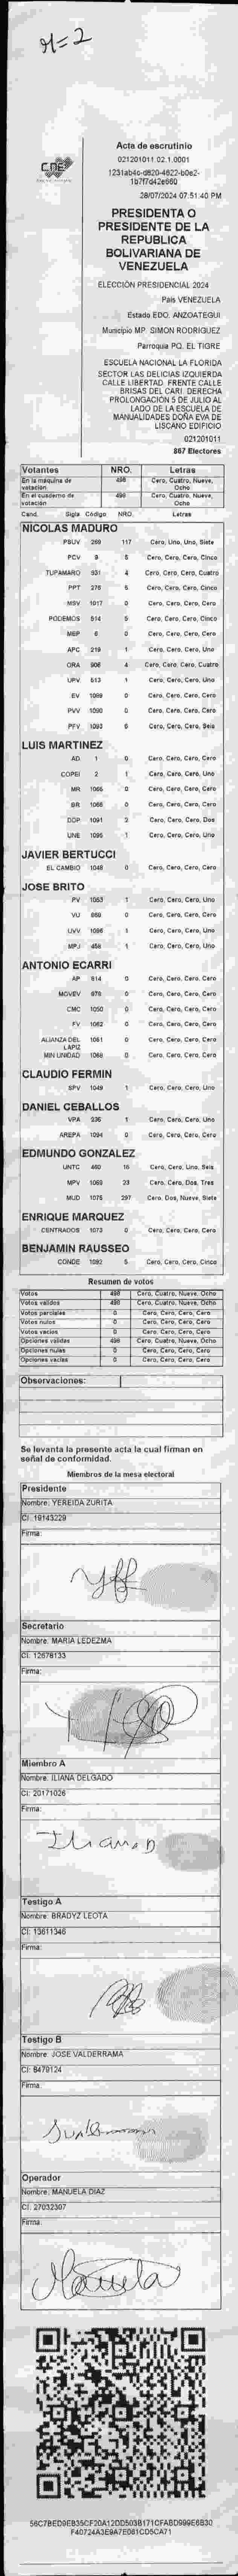 M=2
CNE
Acta de escrutinio
021201011.02.1.0001
28/07/2024 07:51:40 PM
PRESIDENTA O
PRESIDENTE DE LA
REPUBLICA
BOLIVARIANA DE
VENEZUELA
ELECCIÓN PRESIDENCIAL 2024
País VENEZUELA
Estado EDO. ANZOATEGUI
Municipio MP. SIMON RODRIGUEZ
Parroquia PQ. EL TIGRE
ESCUELA NACIONAL LA FLORIDA
SECTOR LAS DELICIAS IZQUIERDA
CALLE LIBERTAD. FRENTE CALLE
BRISAS DEL CARI. DERECHA
PROLONGACIÓN 5 DE JULIO AL
LADO DE LA ESCUELA DE
MANUALIDADES DOÑA EVA DE
LISCANO EDIFICIO
021201011
867 Electores
Votantes NRO. Letras
En la máquina de votación 498 Cero, Cuatro, Nueve, Ocho
En el cuaderno de votación 498 Cero, Cuatro, Nueve, Ocho
Cand. Sigla Código NRO. Letras
NICOLAS MADURO
PSUV 269 117 Cero, Uno, Uno, Siete
PCV 5 Cero, Cero, Cero, Cinco
TUPAMARO 931 4 Cero, Cero, Cero, Cuatro
PPT 276 5 Cero, Cero, Cero, Cinco
MSV 1017 0 Cero, Cero, Cero, Cero
PODEMOS 514 5 Cero, Cero, Cero, Cinco
MEP 6 0 Cero, Cero, Cero, Cero
APC 219 1 Cero, Cero, Cero, Uno
ORA 906 4 Cero, Cero, Cero, Cuatro
UPV 513 1 Cero, Cero, Cero, Uno
EV 1089 0 Cero, Cero, Cero, Cero
PVV 1090 0 Cero, Cero, Cero, Cero
PFV 1093 6 Cero, Cero, Cero, Seis
LUIS MARTINEZ
AD 1 0 Cero, Cero, Cero, Cero
COPEI 2 1 Cero, Cero, Cero, Uno
MR 1065 0 Cero, Cero, Cero, Cero
BR 1066 0 Cero, Cero, Cero, Cero
DDP 1091 2 Cero, Cero, Cero, Dos
UNE 1095 1 Cero, Cero, Cero, Uno
JAVIER BERTUCCI
EL CAMBIO 1048 0 Cero, Cero, Cero, Cero
JOSE BRITO
PV 1053 1 Cero, Cero, Cero, Uno
VU 869 0 Cero, Cero, Cero, Cero
UVV 1096 1 Cero, Cero, Cero, Uno
MPJ 458 1 Cero, Cero, Cero, Uno
ANTONIO ECARRI
AP 814 0 Cero, Cero, Cero, Cero
MOVEV 978 0 Cero, Cero, Cero, Cero
CMC 1050 0 Cero, Cero, Cero, Cero
FV 1062 0 Cero, Cero, Cero, Cero
ALIANZA DEL LAPIZ 1061 0 Cero, Cero, Cero, Cero
MIN UNIDAD 1068 0 Cero, Cero, Cero, Cero
CLAUDIO FERMIN
SPV 1049 1 Cero, Cero, Cero, Uno
DANIEL CEBALLOS
VPA 936 1 Cero, Cero, Cero, Uno
AREPA 1094 0 Cero, Cero, Cero, Cero
EDMUNDO GONZALEZ
UNTC 460 16 Cero, Cero, Uno, Seis
MPV 1069 23 Cero, Cero, Dos, Tres
MUD 1075 297 Cero, Dos, Nueve, Siete
ENRIQUE MARQUEZ
CENTRADOS 1073 0 Cero, Cero, Cero, Cero
BENJAMIN RAUSSEO
CONDE 1092 5 Cero, Cero, Cero, Cinco
Resumen de votos
Votos 498 Cero, Cuatro, Nueve, Ocho
Votos válidos 498 Cero, Cuatro, Nueve, Ocho
Votos parciales 0 Cero, Cero, Cero, Cero
Votos nulos 0 Cero, Cero, Cero, Cero
Votos vacíos 0 Cero, Cero, Cero, Cero
Opciones válidas 498 Cero, Cuatro, Nueve, Ocho
Opciones nulas 0 Cero, Cero, Cero, Cero
Opciones vacías 0 Cero, Cero, Cero, Cero
Observaciones:
Se levanta la presente acta la cual firman en
señal de conformidad.
Miembros de la mesa electoral
Presidente
Nombre: YEREIDA ZURITA
CI: 19143229
Firma:
Secretario
Nombre: MARIA LEDEZMA
CI: 12678133
Firma:
Miembro A
Nombre: ILIANA DELGADO
CI: 20171026
Firma:
Iliana D
Testigo A
Nombre: BRADYZ LEOTA
CI: 13611346
Firma:
Testigo B
Nombre: JOSE VALDERRAMA
CI: 8479124
Firma:
Operador
Nombre: MANUELA DIAZ
CI: 27032307
Firma:
Manuela